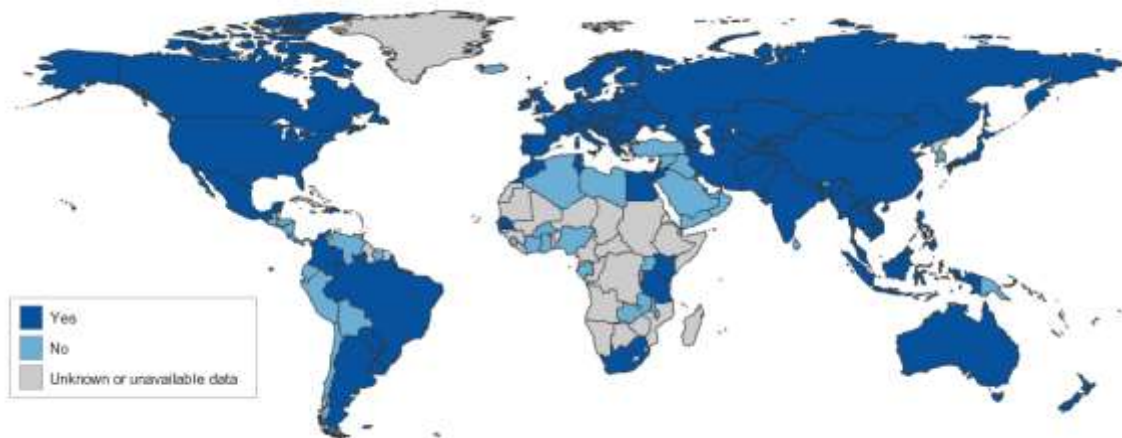 Yes
No
Unknown or unavailable data